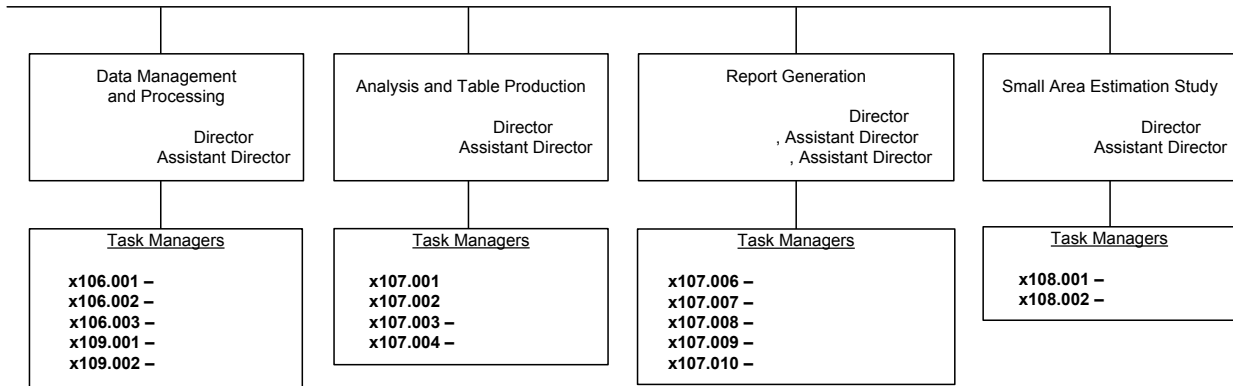 Data Management
and Processing
Director
Assistant Director
Analysis and Table Production
Director
Assistant Director
Report Generation
Director
, Assistant Director
, Assistant Director
Small Area Estimation Study
Director
Assistant Director
Task Managers
x106.001 –
x106.002 –
x106.003 –
x109.001 –
x109.002 –
Task Managers
x107.001
x107.002
x107.003 –
x107.004 –
Task Managers
x107.006 –
x107.007 –
x107.008 –
x107.009 –
x107.010 –
Task Managers
x108.001 –
x108.002 –